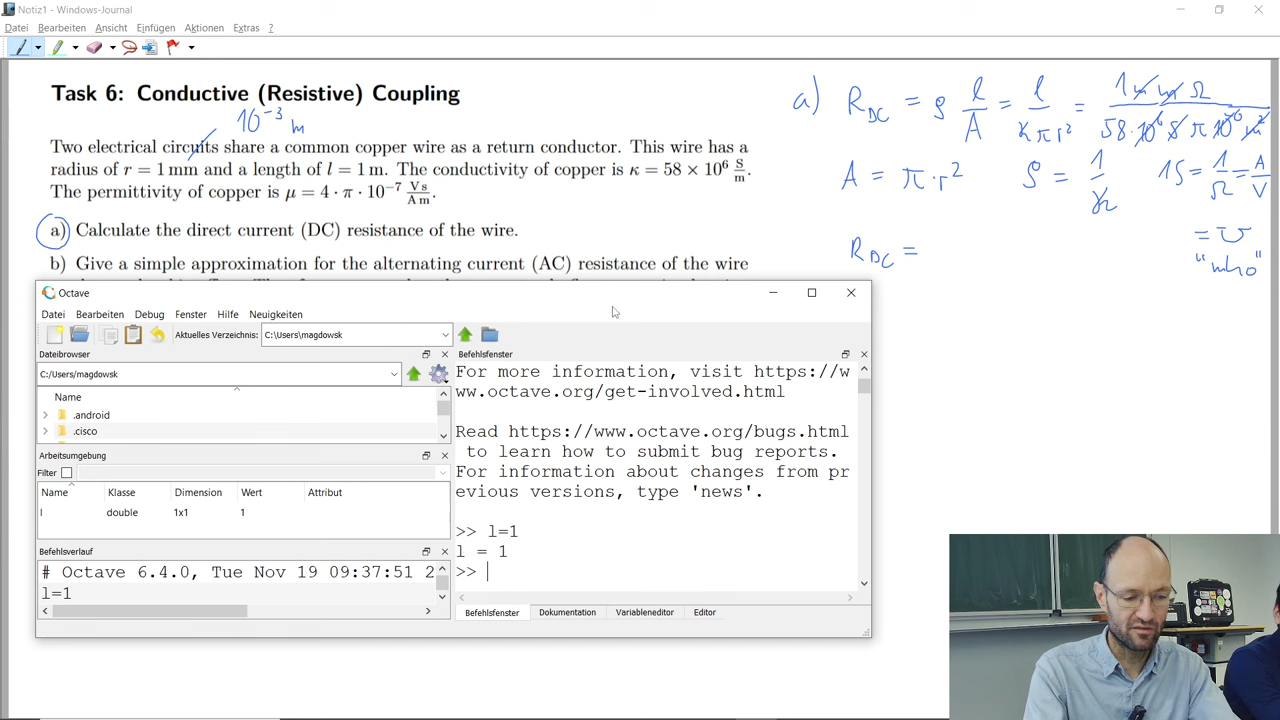 Notiz1 - Windows-Journal
Datei Bearbeiten Ansicht Einfügen Aktionen Extras ?
Task 6: Conductive (Resistive) Coupling
10⁻³ m
Two electrical circuits share a common copper wire as a return conductor. This wire has a
radius of r = 1 mm and a length of l = 1 m. The conductivity of copper is κ = 58 × 10⁶ S/m.
The permittivity of copper is μ = 4 · π · 10⁻⁷ Vs/Am.
a) Calculate the direct current (DC) resistance of the wire.
b) Give a simple approximation for the alternating current (AC) resistance of the wire
a) R_DC = ρ l/A = l/(κ π r²) = 1 m m Ω/(58·10⁶ S π 10⁻⁶ m²)
A = π·r² ρ = 1/κ 1S = 1/Ω = A/V
= ℧
"mho"
R_DC =
Octave
Datei Bearbeiten Debug Fenster Hilfe Neuigkeiten
Aktuelles Verzeichnis: C:\Users\magdowsk
Dateibrowser
C:/Users/magdowsk
Name
.android
.cisco
Arbeitsumgebung
Filter
Name Klasse Dimension Wert Attribut
l double 1x1 1
Befehlsverlauf
# Octave 6.4.0, Tue Nov 19 09:37:51 2
l=1
Befehlsfenster
For more information, visit https://w
ww.octave.org/get-involved.html
Read https://www.octave.org/bugs.html
to learn how to submit bug reports.
For information about changes from pr
evious versions, type 'news'.
>> l=1
l = 1
>>
Befehlsfenster Dokumentation Variableneditor Editor